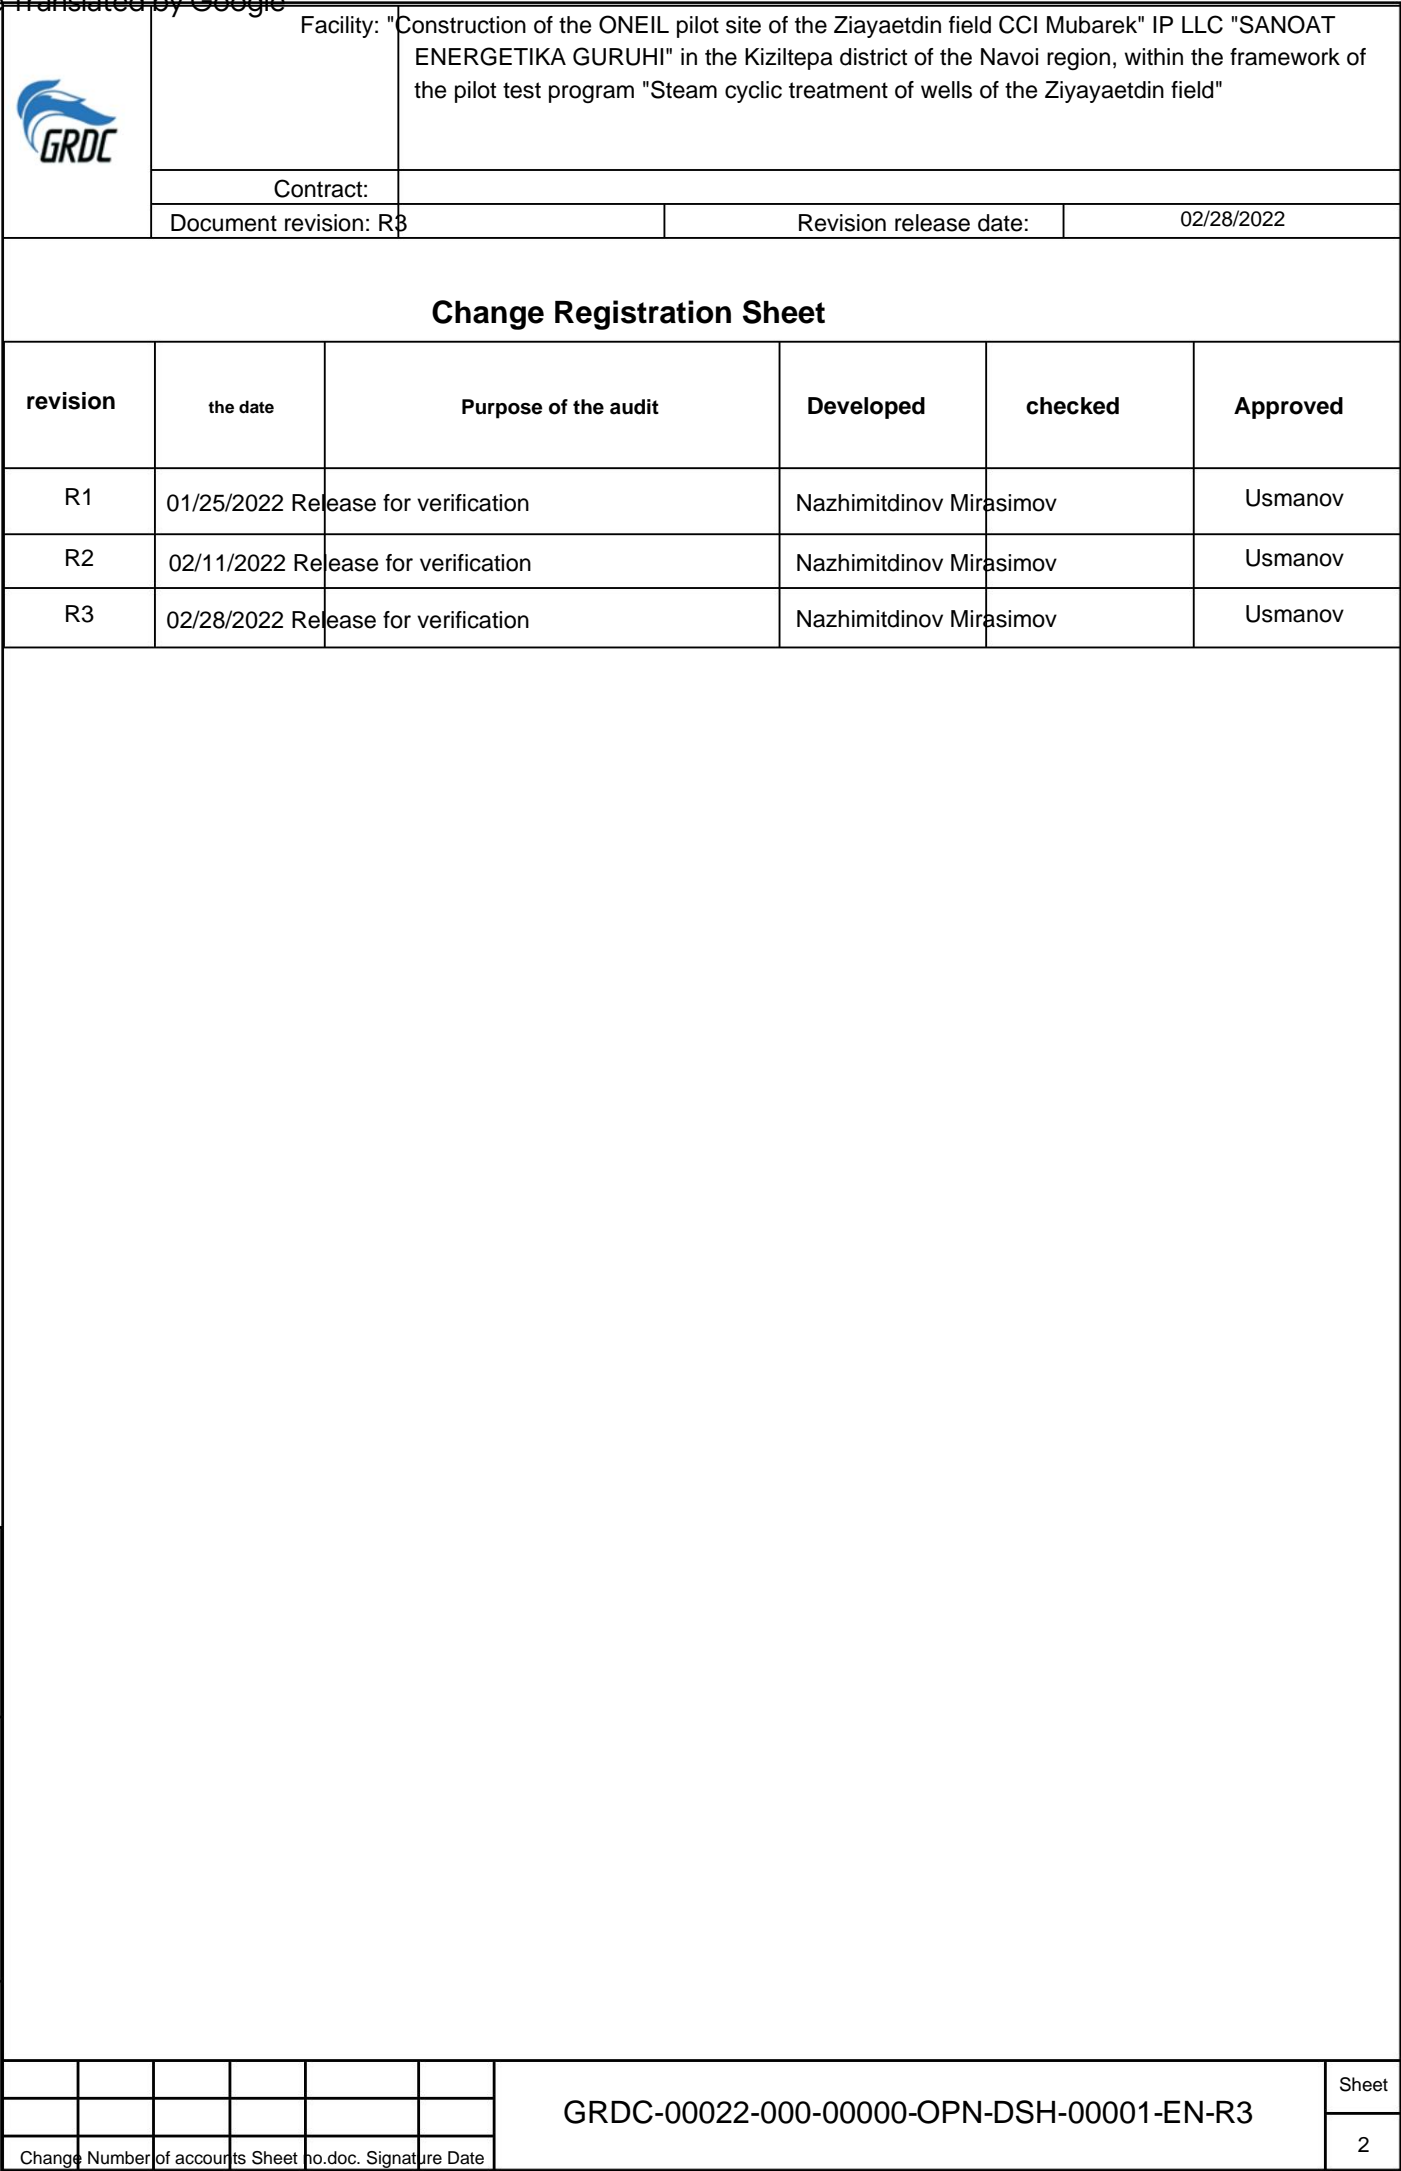 Translated by Google
Facility: "Construction of the ONEIL pilot site of the Ziayaetdin field CCI Mubarek" IP LLC "SANOAT
ENERGETIKA GURUHI" in the Kiziltepa district of the Navoi region, within the framework of
the pilot test program "Steam cyclic treatment of wells of the Ziyayaetdin field"
GRDC
Contract:
Document revision: R3 Revision release date: 02/28/2022
Change Registration Sheet
revision the date Purpose of the audit Developed checked Approved
R1 01/25/2022 Release for verification Nazhimitdinov Mirasimov Usmanov
R2 02/11/2022 Release for verification Nazhimitdinov Mirasimov Usmanov
R3 02/28/2022 Release for verification Nazhimitdinov Mirasimov Usmanov
Sheet
GRDC-00022-000-00000-OPN-DSH-00001-EN-R3
2
Change Number of accounts Sheet no.doc. Signature Date